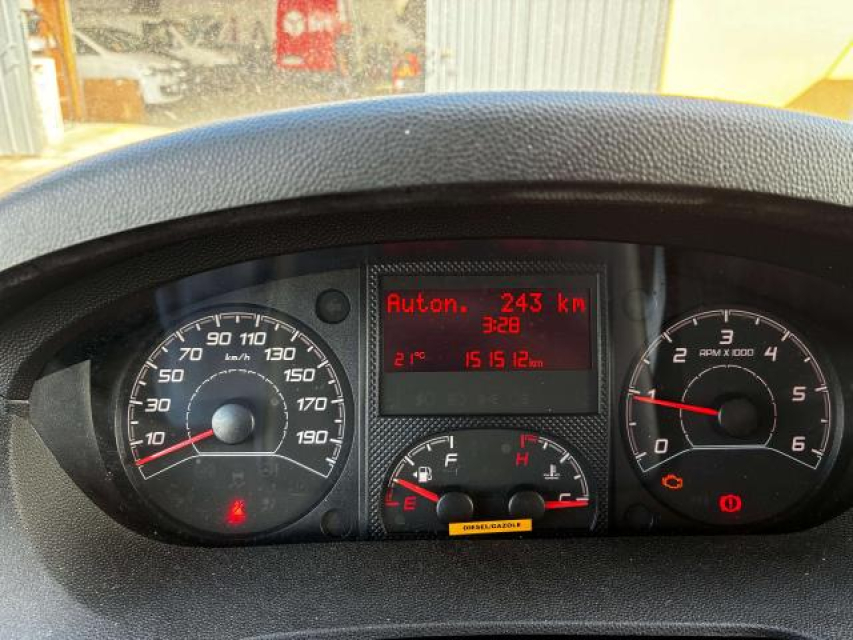 Auton. 243 km
3:28
21°C 151512km
10 30 50 70 90 110 130 150 170 190
km/h
0 1 2 3 4 5 6
RPM X 1000
E F
H C
DIESEL/GAZOLE